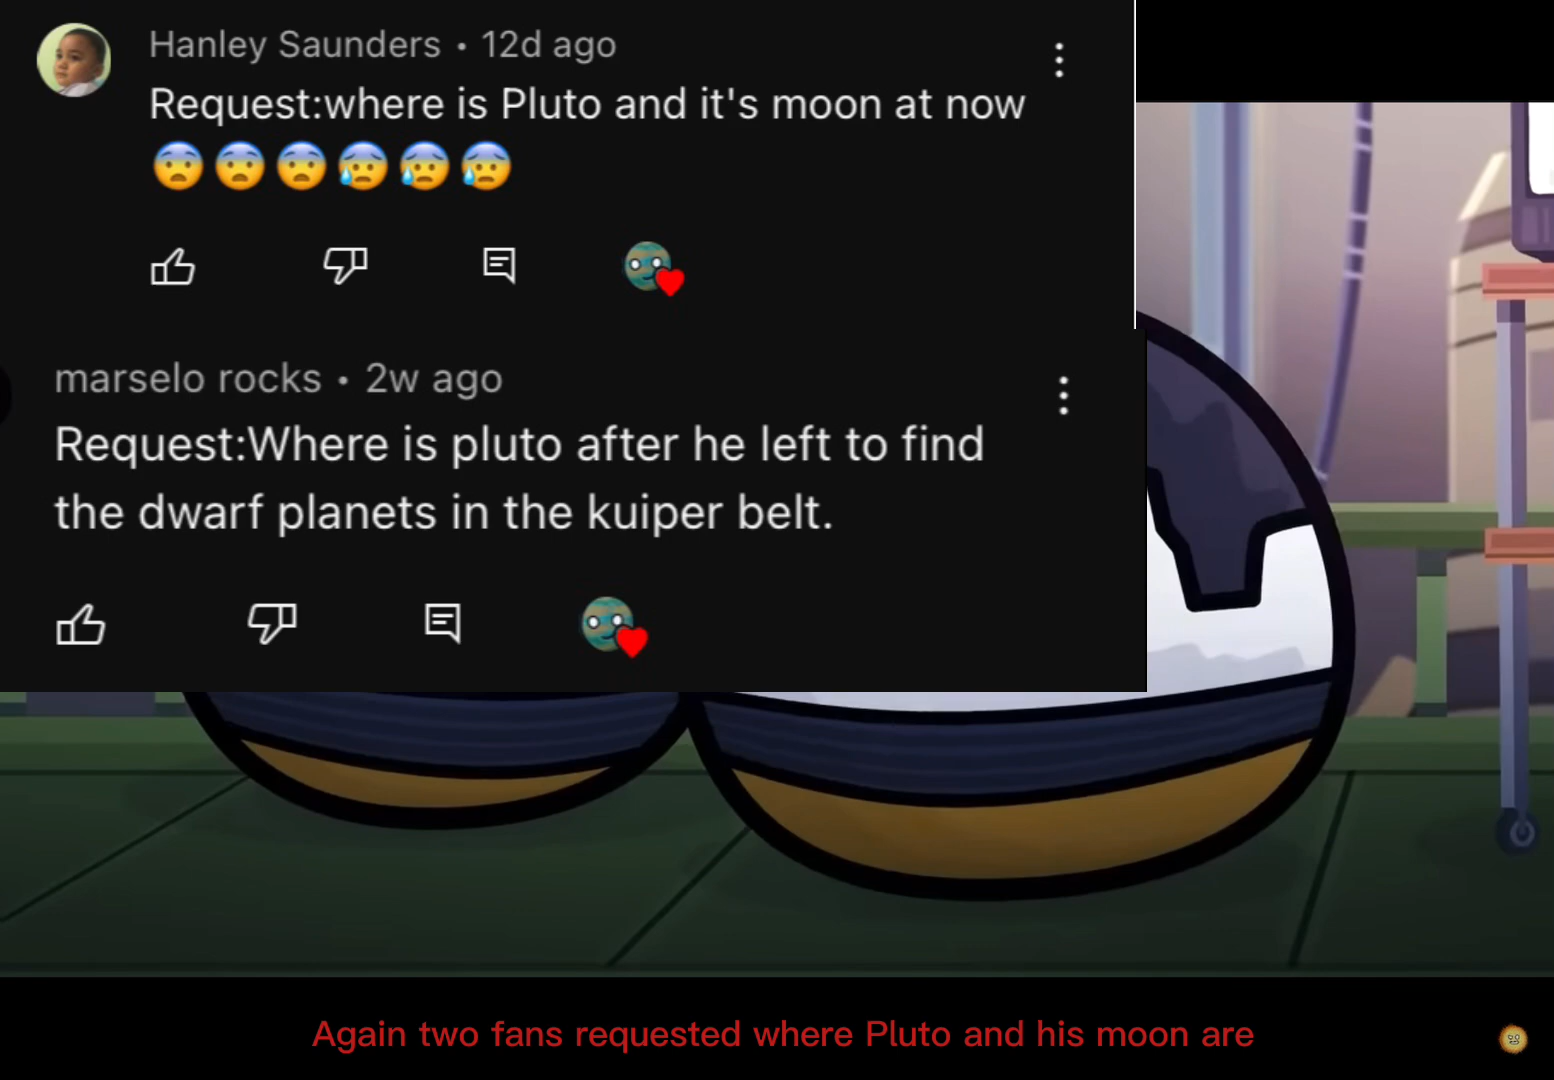 Hanley Saunders • 12d ago
Request:where is Pluto and it's moon at now
😨😨😨😰😰😰
marselo rocks • 2w ago
Request:Where is pluto after he left to find
the dwarf planets in the kuiper belt.
Again two fans requested where Pluto and his moon are